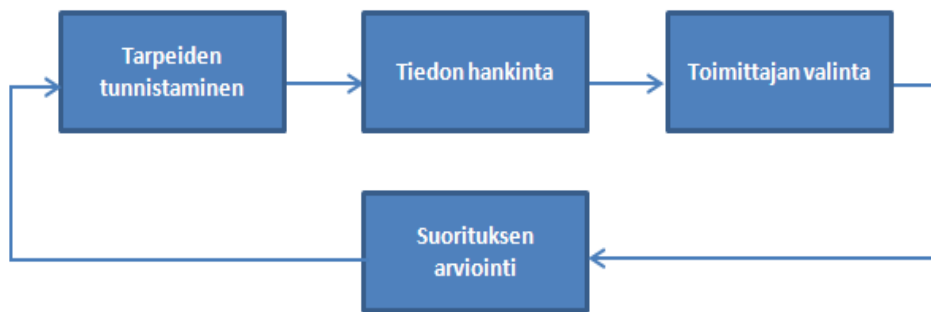 Tarpeiden
tunnistaminen
Tiedon hankinta
Toimittajan valinta
Suorituksen
arviointi